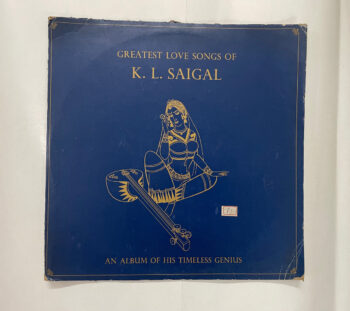 GREATEST LOVE SONGS OF
K. L. SAIGAL
AN ALBUM OF HIS TIMELESS GENIUS